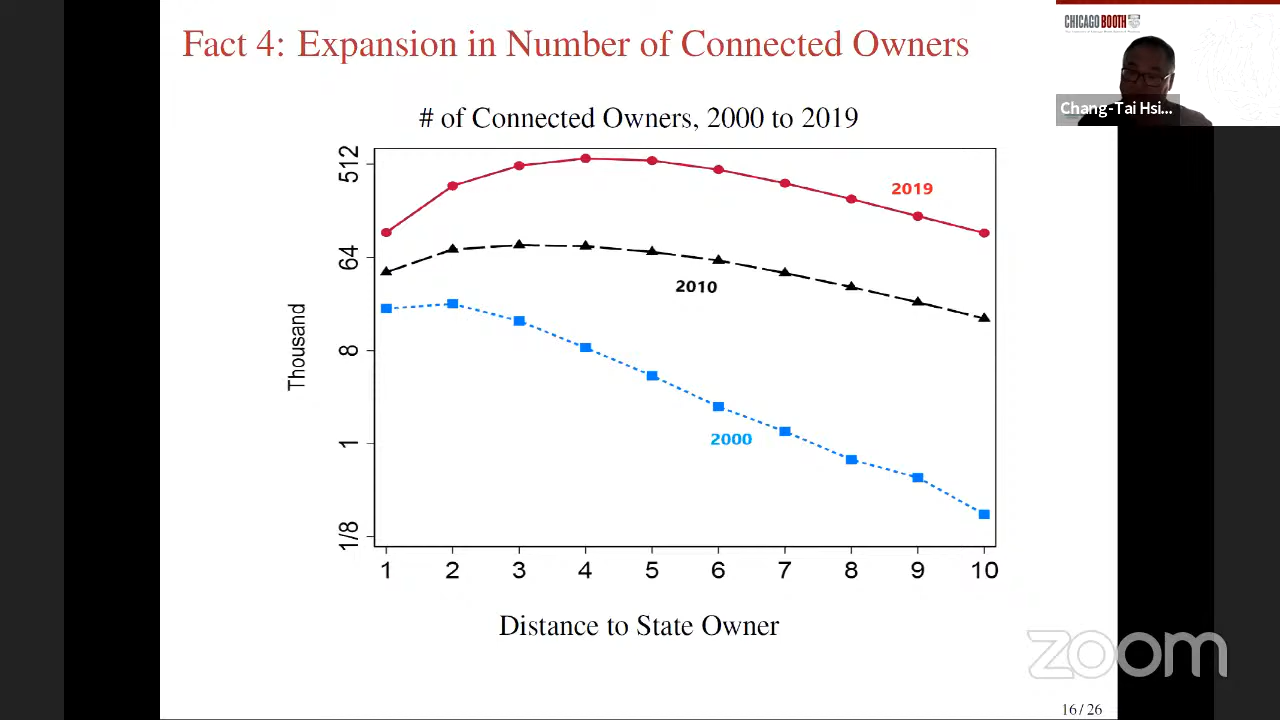 Fact 4: Expansion in Number of Connected Owners
CHICAGO BOOTH
Chang-Tai Hsi...
# of Connected Owners, 2000 to 2019
512
64
8
1
1/8
Thousand
2019
2010
2000
1 2 3 4 5 6 7 8 9 10
Distance to State Owner
zoom
16 / 26